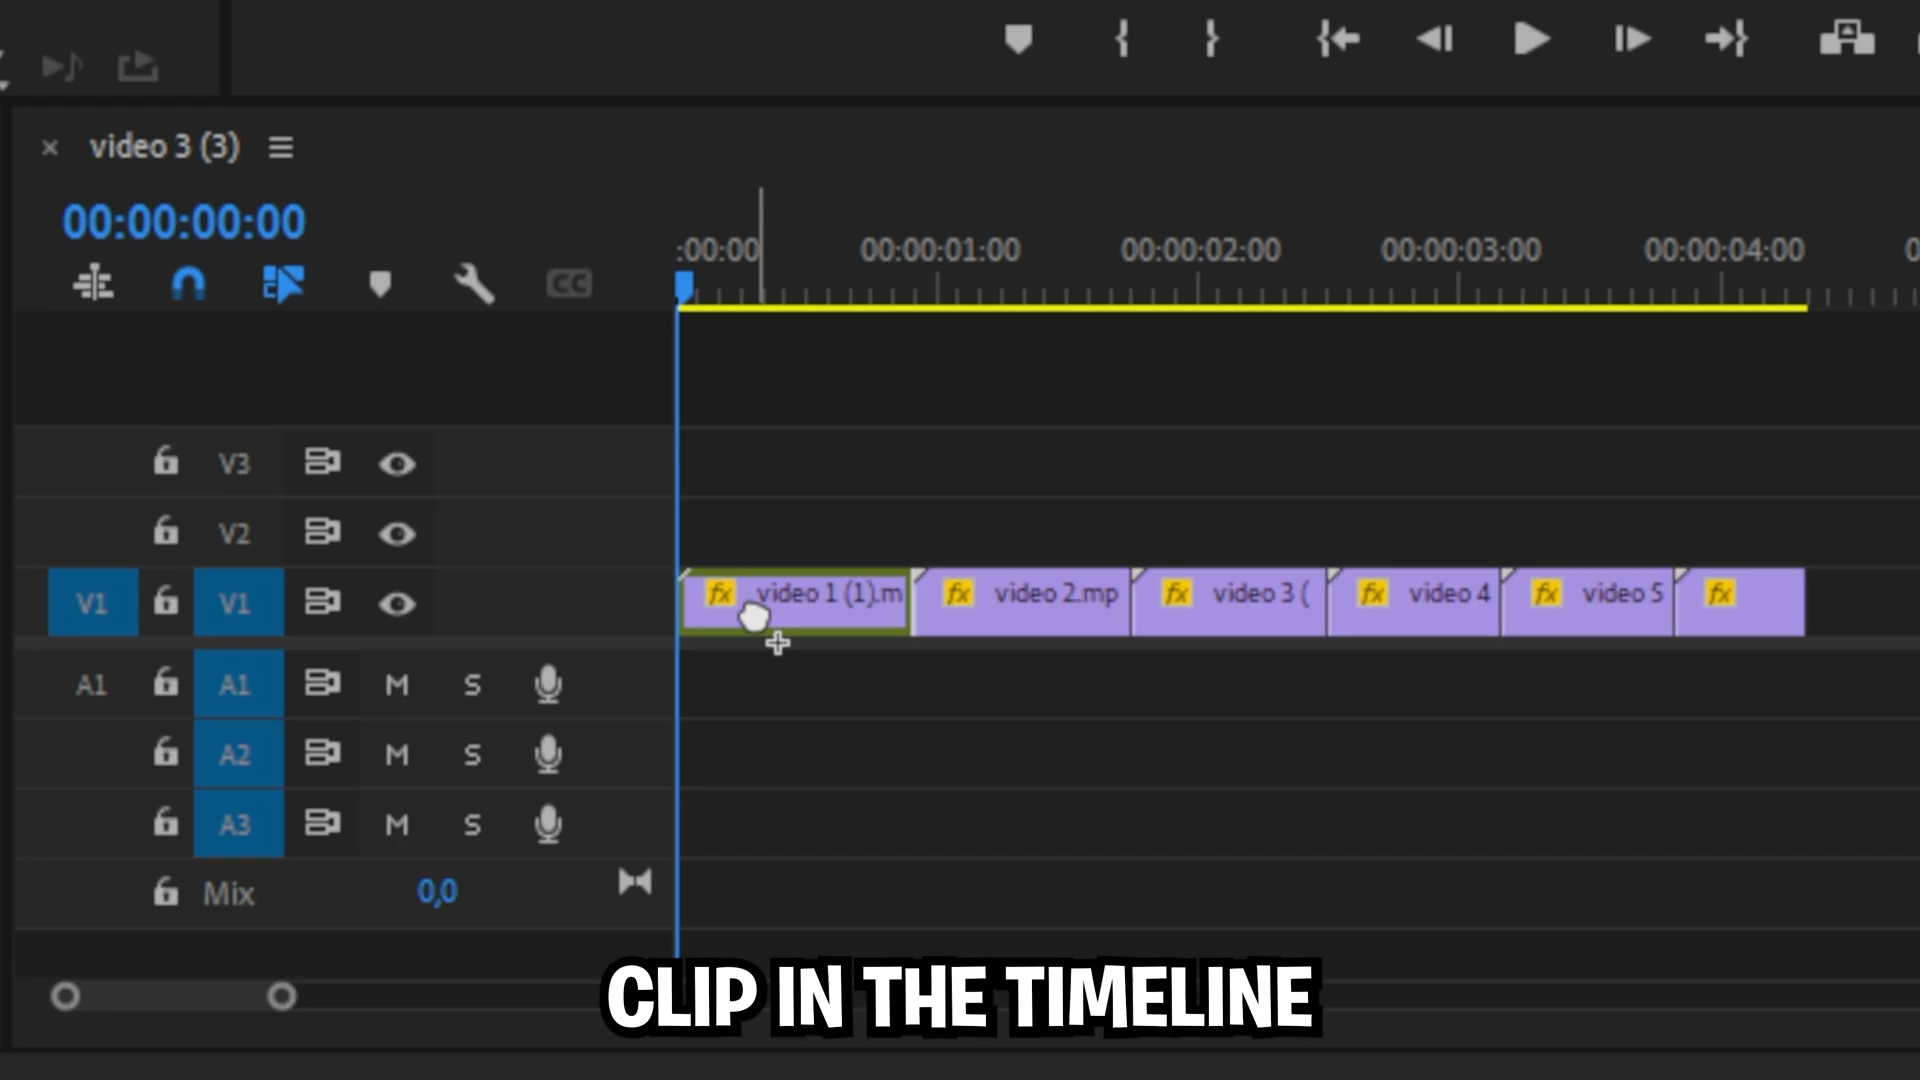 video 3 (3)
00:00:00:00
:00:00 00:00:01:00 00:00:02:00 00:00:03:00 00:00:04:00
CC
V3
V2
V1 V1 fx video 1 (1).m fx video 2.mp fx video 3 ( fx video 4 fx video 5 fx
A1 A1 M S
A2 M S
A3 M S
Mix 0,0
CLIP IN THE TIMELINE